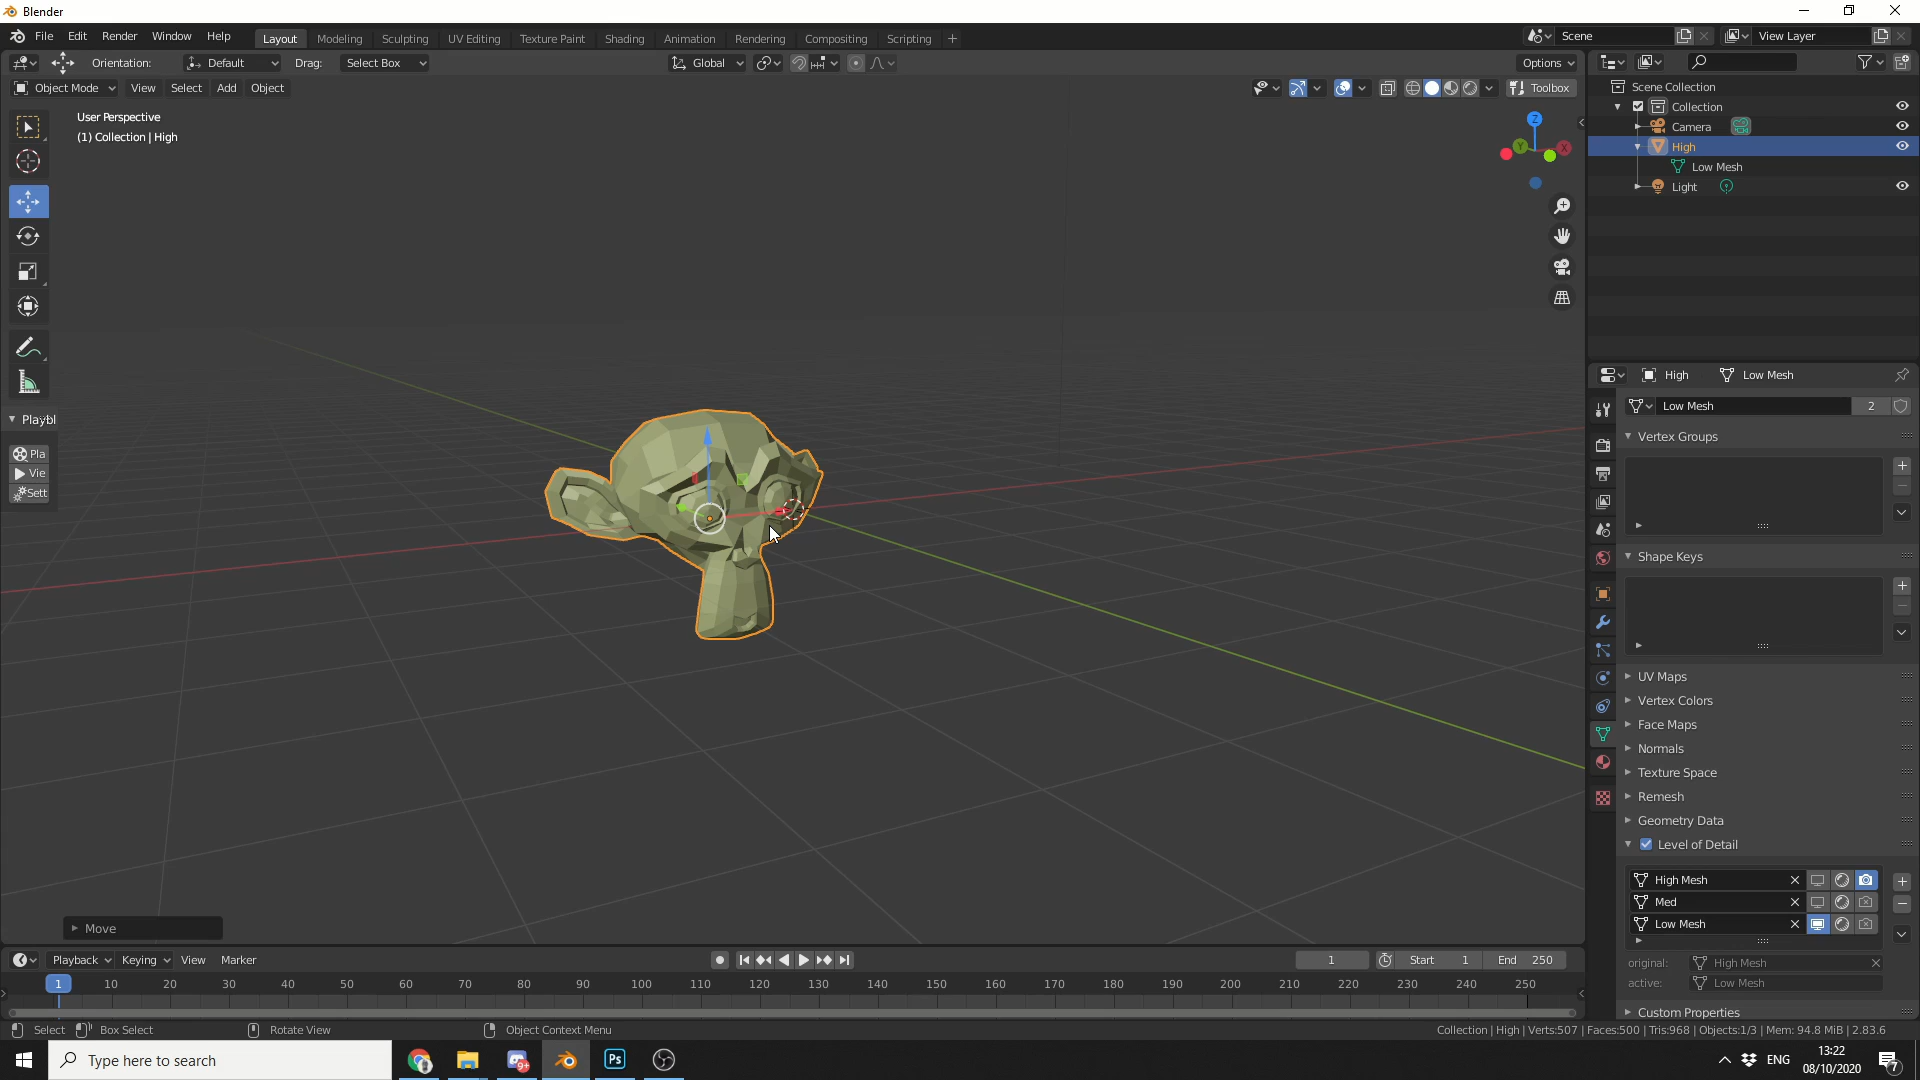 Blender
File Edit Render Window Help Layout Modeling Sculpting UV Editing Texture Paint Shading Animation Rendering Compositing Scripting + Scene View Layer
Orientation: Default Drag: Select Box Global Options
Object Mode View Select Add Object Toolbox
User Perspective
(1) Collection | High
Z
Y
X
Scene Collection
Collection
Camera
High
Low Mesh
Light
High Low Mesh
Low Mesh 2
Vertex Groups
Shape Keys
UV Maps
Vertex Colors
Face Maps
Normals
Texture Space
Remesh
Geometry Data
Level of Detail
High Mesh
Med
Low Mesh
original: High Mesh
active: Low Mesh
Custom Properties
Pla
Vie
Sett
Move
Playback Keying View Marker 1 Start 1 End 250
1 10 20 30 40 50 60 70 80 90 100 110 120 130 140 150 160 170 180 190 200 210 220 230 240 250
Select Box Select Rotate View Object Context Menu Collection | High | Verts:507 | Faces:500 | Tris:968 | Objects:1/3 | Mem: 94.8 MiB | 2.83.6
Type here to search
9+
Ps
ENG
13:22
08/10/2020
7